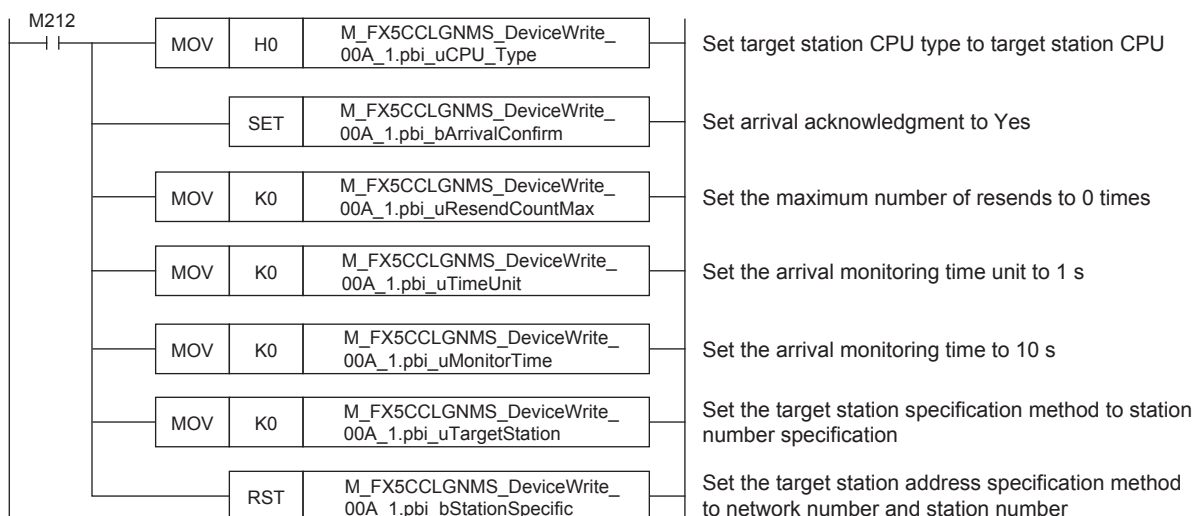 M212
MOV H0 M_FX5CCLGNMS_DeviceWrite_
00A_1.pbi_uCPU_Type
Set target station CPU type to target station CPU
SET M_FX5CCLGNMS_DeviceWrite_
00A_1.pbi_bArrivalConfirm
Set arrival acknowledgment to Yes
MOV K0 M_FX5CCLGNMS_DeviceWrite_
00A_1.pbi_uResendCountMax
Set the maximum number of resends to 0 times
MOV K0 M_FX5CCLGNMS_DeviceWrite_
00A_1.pbi_uTimeUnit
Set the arrival monitoring time unit to 1 s
MOV K0 M_FX5CCLGNMS_DeviceWrite_
00A_1.pbi_uMonitorTime
Set the arrival monitoring time to 10 s
MOV K0 M_FX5CCLGNMS_DeviceWrite_
00A_1.pbi_uTargetStation
Set the target station specification method to station
number specification
RST M_FX5CCLGNMS_DeviceWrite_
00A_1.pbi_bStationSpecific
Set the target station address specification method
to network number and station number